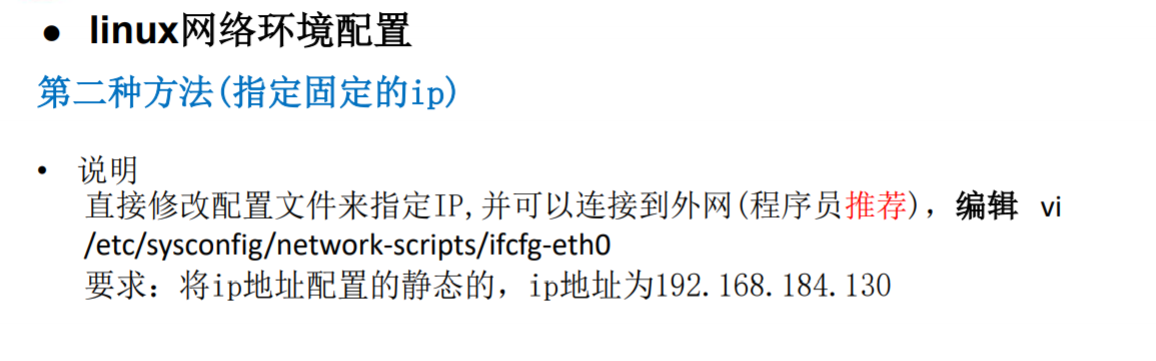 ● linux网络环境配置
第二种方法(指定固定的ip)
• 说明
直接修改配置文件来指定IP,并可以连接到外网(程序员推荐)，编辑 vi
/etc/sysconfig/network-scripts/ifcfg-eth0
要求：将ip地址配置的静态的，ip地址为192.168.184.130